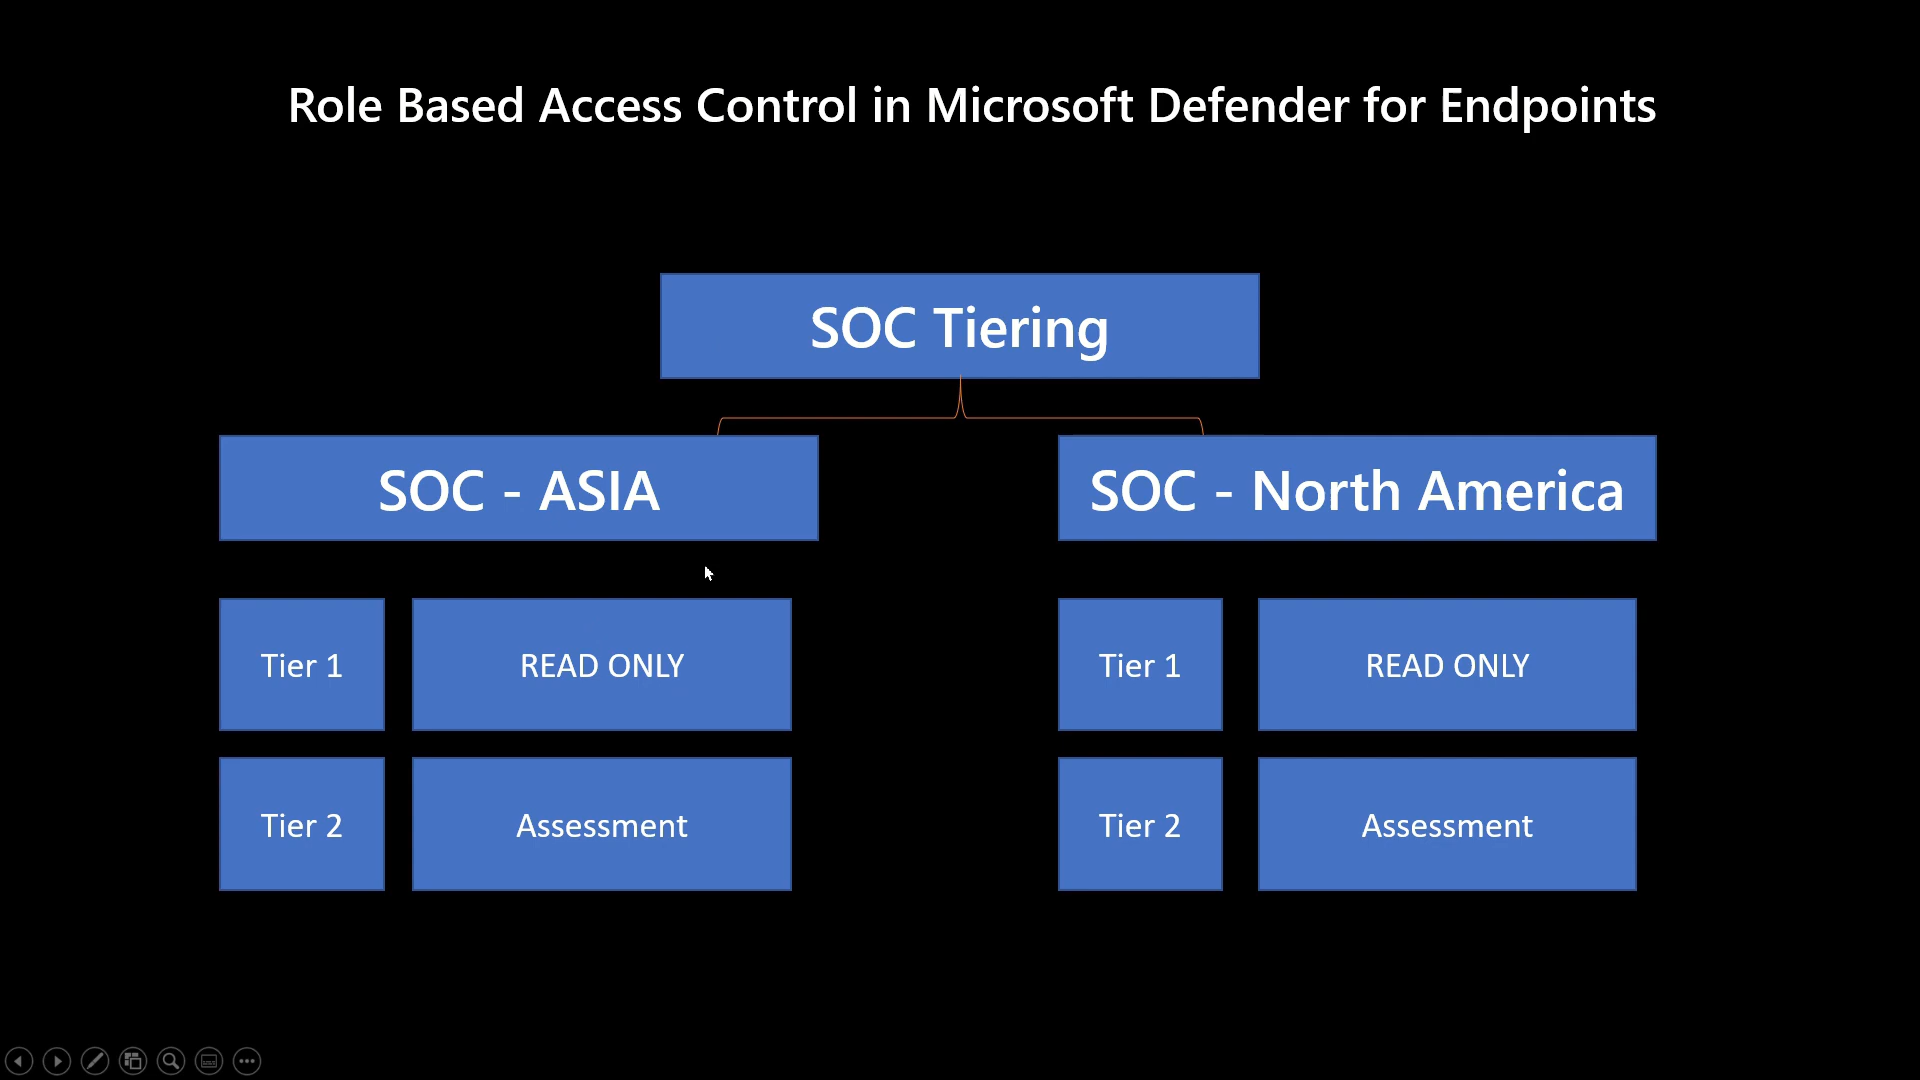 Role Based Access Control in Microsoft Defender for Endpoints
SOC Tiering
SOC - ASIA
SOC - North America
Tier 1
READ ONLY
Tier 1
READ ONLY
Tier 2
Assessment
Tier 2
Assessment